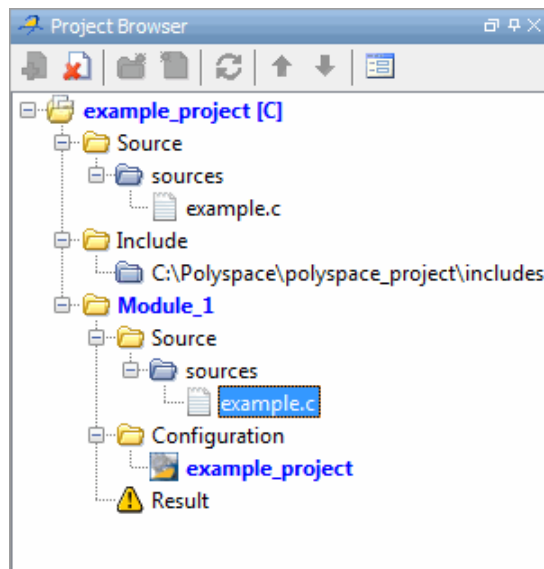 Project Browser
example_project [C]
Source
sources
example.c
Include
C:\Polyspace\polyspace_project\includes
Module_1
Source
sources
example.c
Configuration
example_project
Result